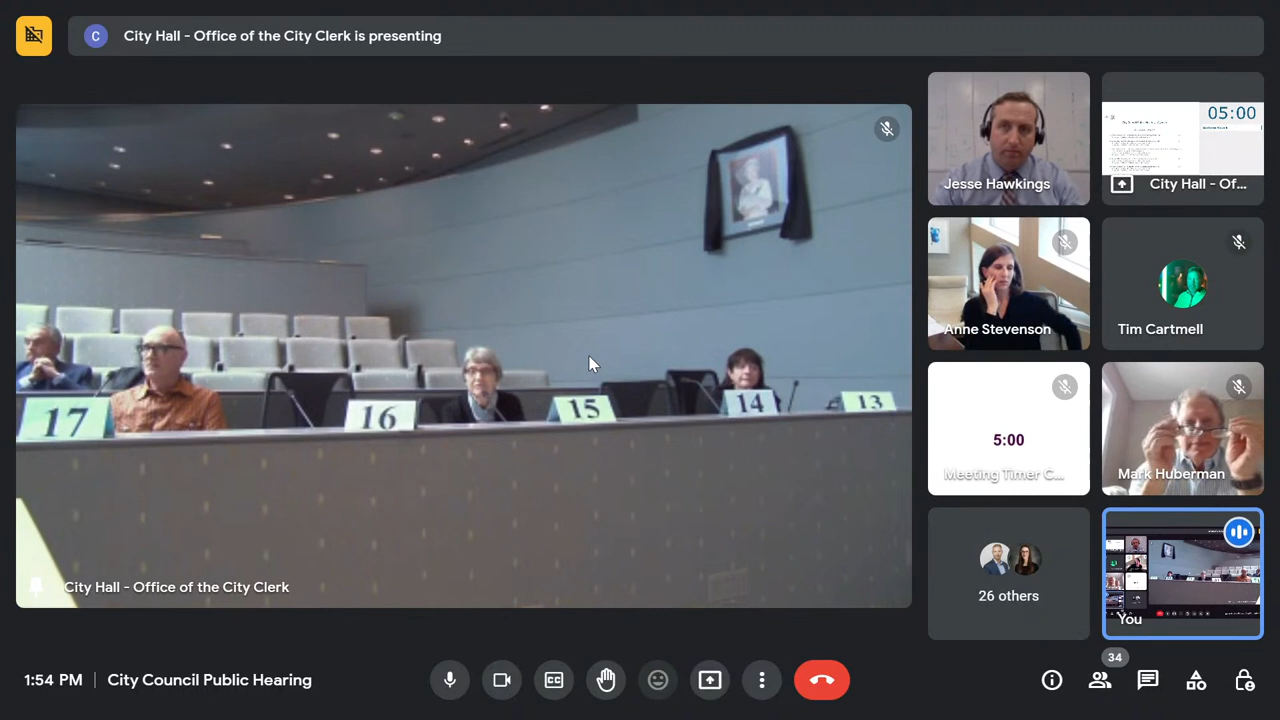 C City Hall - Office of the City Clerk is presenting
Jesse Hawkings
05:00
City Hall - Of...
Anne Stevenson
Tim Cartmell
17
16
15
14
13
5:00
Meeting Timer C...
Mark Huberman
City Hall - Office of the City Clerk
26 others
You
1:54 PM | City Council Public Hearing
CC
34